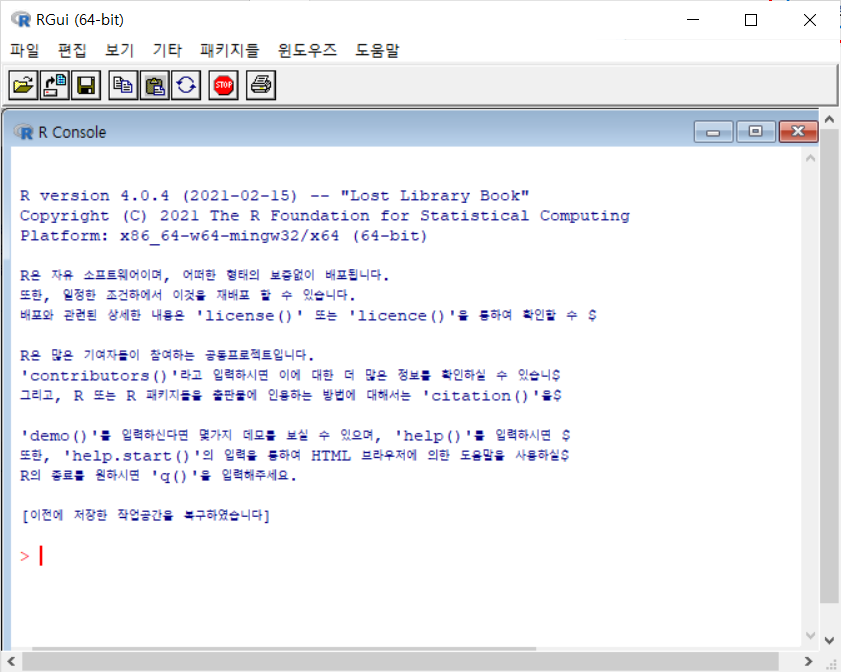 RGui (64-bit)
파일 편집 보기 기타 패키지들 윈도우즈 도움말
STOP
R Console
R version 4.0.4 (2021-02-15) -- "Lost Library Book"
Copyright (C) 2021 The R Foundation for Statistical Computing
Platform: x86_64-w64-mingw32/x64 (64-bit)
R은 자유 소프트웨어이며, 어떠한 형태의 보증없이 배포됩니다.
또한, 일정한 조건하에서 이것을 재배포 할 수 있습니다.
배포와 관련된 상세한 내용은 'license()' 또는 'licence()'을 통하여 확인할 수 $
R은 많은 기여자들이 참여하는 공동프로젝트입니다.
'contributors()'라고 입력하시면 이에 대한 더 많은 정보를 확인하실 수 있습니$
그리고, R 또는 R 패키지들을 출판물에 인용하는 방법에 대해서는 'citation()'을$
'demo()'를 입력하신다면 몇가지 데모를 보실 수 있으며, 'help()'를 입력하시면 $
또한, 'help.start()'의 입력을 통하여 HTML 브라우저에 의한 도움말을 사용하실$
R의 종료를 원하시면 'q()'을 입력해주세요.
[이전에 저장한 작업공간을 복구하였습니다]
>